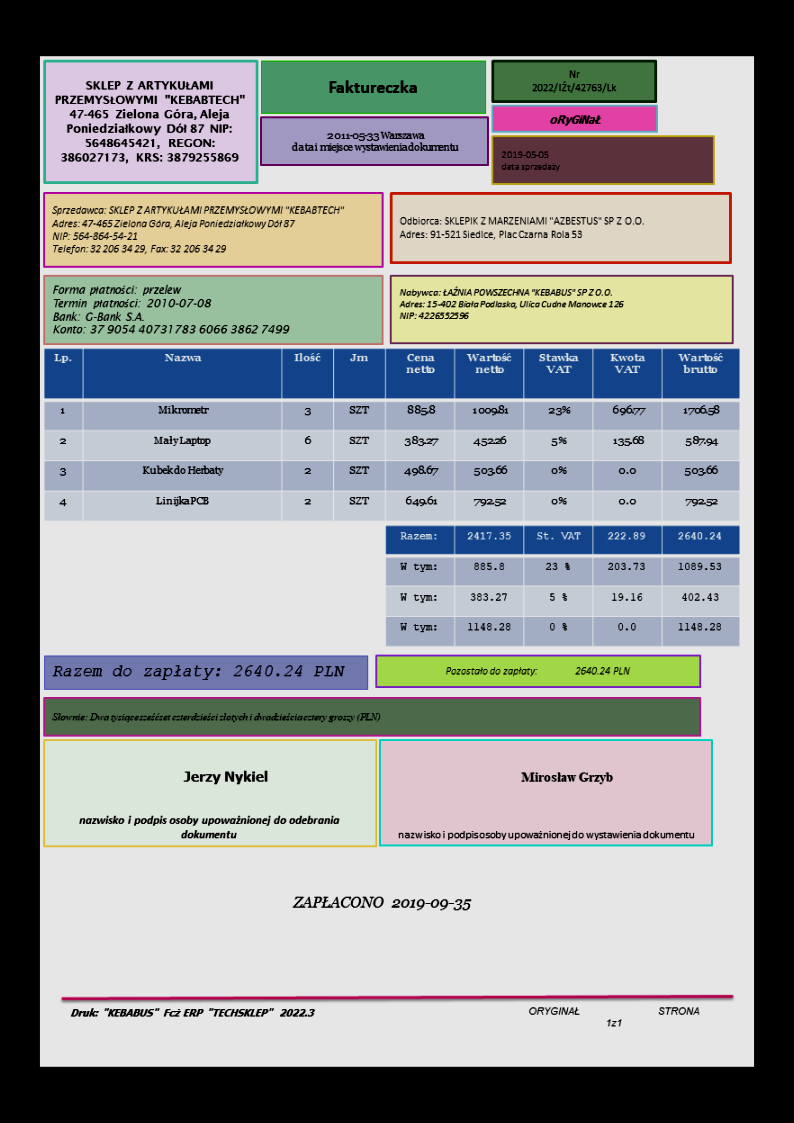 SKLEP Z ARTYKUŁAMI
PRZEMYSŁOWYMI "KEBABTECH"
47-465 Zielona Góra, Aleja
Poniedziałkowy Dół 87 NIP:
5648645421, REGON:
386027173, KRS: 3879255869
Faktureczka
2011-05-33 Warszawa
data i miejsce wystawienia dokumentu
Nr
2022/IŹt/42763/Lk
oRyGiNaŁ
2019-05-05
data sprzedaży
Sprzedawca: SKLEP Z ARTYKUŁAMI PRZEMYSŁOWYMI "KEBABTECH"
Adres: 47-465 Zielona Góra, Aleja Poniedziałkowy Dół 87
NIP: 564-864-54-21
Telefon: 32 206 34 29, Fax: 32 206 34 29
Odbiorca: SKLEPIK Z MARZENIAMI "AZBESTUS" SP Z O.O.
Adres: 91-521 Siedlce, Plac Czarna Rola 53
Forma płatności: przelew
Termin płatności: 2010-07-08
Bank: G-Bank S.A.
Konto: 37 9054 4073 1783 6066 3862 7499
Nabywca: ŁAŹNIA POWSZECHNA "KEBABUS" SP Z O.O.
Adres: 15-402 Biała Podlaska, Ulica Cudne Manowce 126
NIP: 4226552596
Lp. Nazwa Ilość Jm Cena netto Wartość netto Stawka VAT Kwota VAT Wartość brutto
1 Mikrometr 3 SZT 885.8 1009.81 23% 696.77 1706.58
2 Mały Laptop 6 SZT 383.27 452.26 5% 135.68 587.94
3 Kubek do Herbaty 2 SZT 498.67 503.66 0% 0.0 503.66
4 Linijka PCB 2 SZT 649.61 792.52 0% 0.0 792.52
Razem: 2417.35 St. VAT 222.89 2640.24
W tym: 885.8 23 % 203.73 1089.53
W tym: 383.27 5 % 19.16 402.43
W tym: 1148.28 0 % 0.0 1148.28
Razem do zapłaty: 2640.24 PLN
Pozostało do zapłaty: 2640.24 PLN
Słownie: Dwa tysiące sześćset czterdzieści złotych i dwadzieścia cztery groszy (PLN)
Jerzy Nykiel
nazwisko i podpis osoby upoważnionej do odebrania
dokumentu
Mirosław Grzyb
nazwisko i podpis osoby upoważnionej do wystawienia dokumentu
ZAPŁACONO 2019-09-35
Druk: "KEBABUS" Fcż ERP "TECHSKLEP" 2022.3
ORYGINAŁ STRONA
1z1